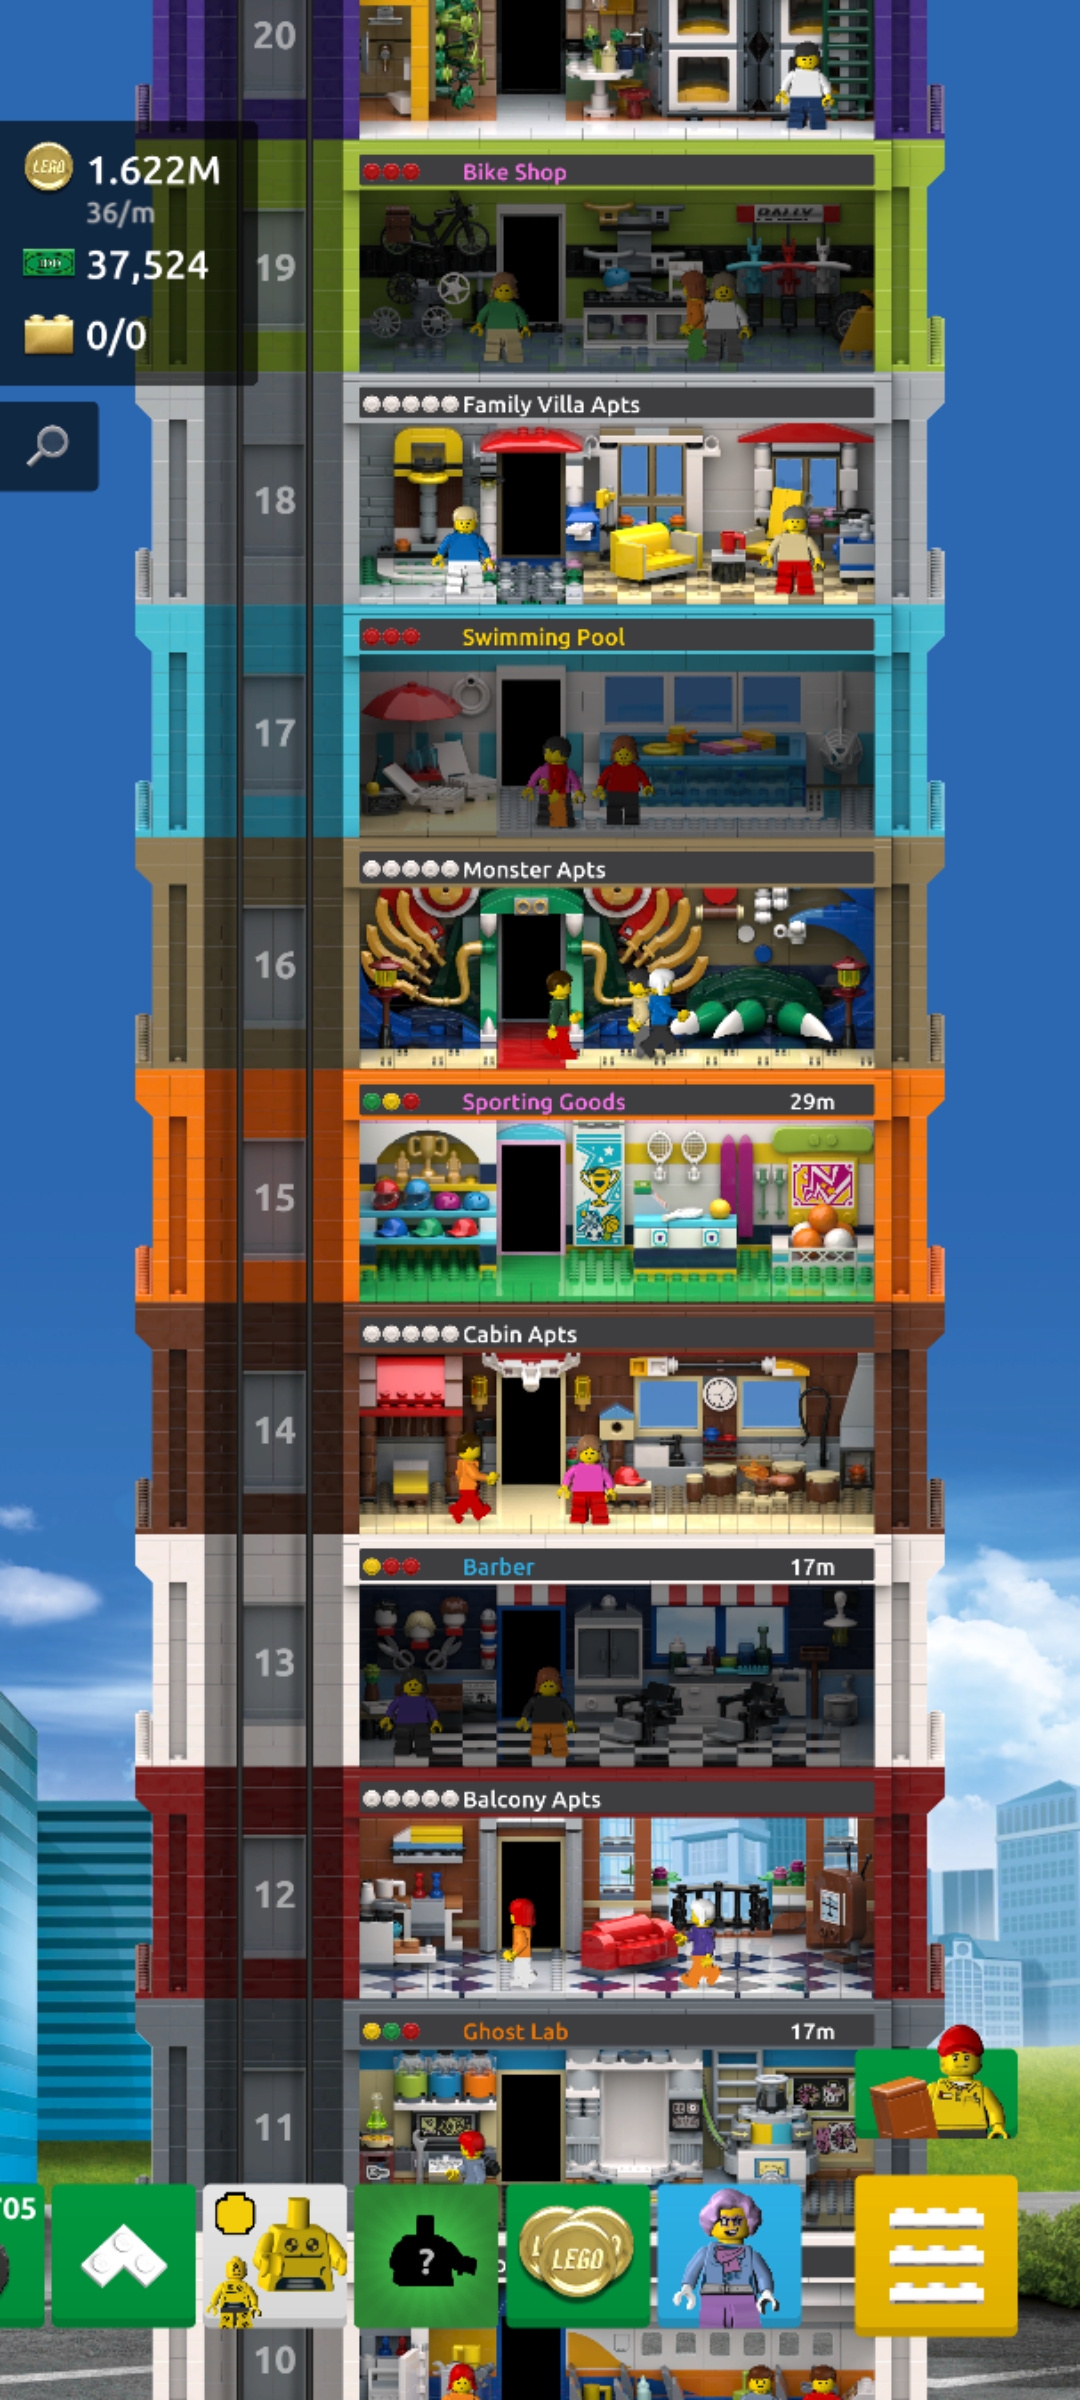 20
LEGO
1.622M
36/m
37,524
0/0
Bike Shop
RALLY
19
Family Villa Apts
18
Swimming Pool
17
Monster Apts
16
Sporting Goods 29m
15
Cabin Apts
14
Barber 17m
13
Balcony Apts
12
Ghost Lab 17m
11
?
LEGO
10